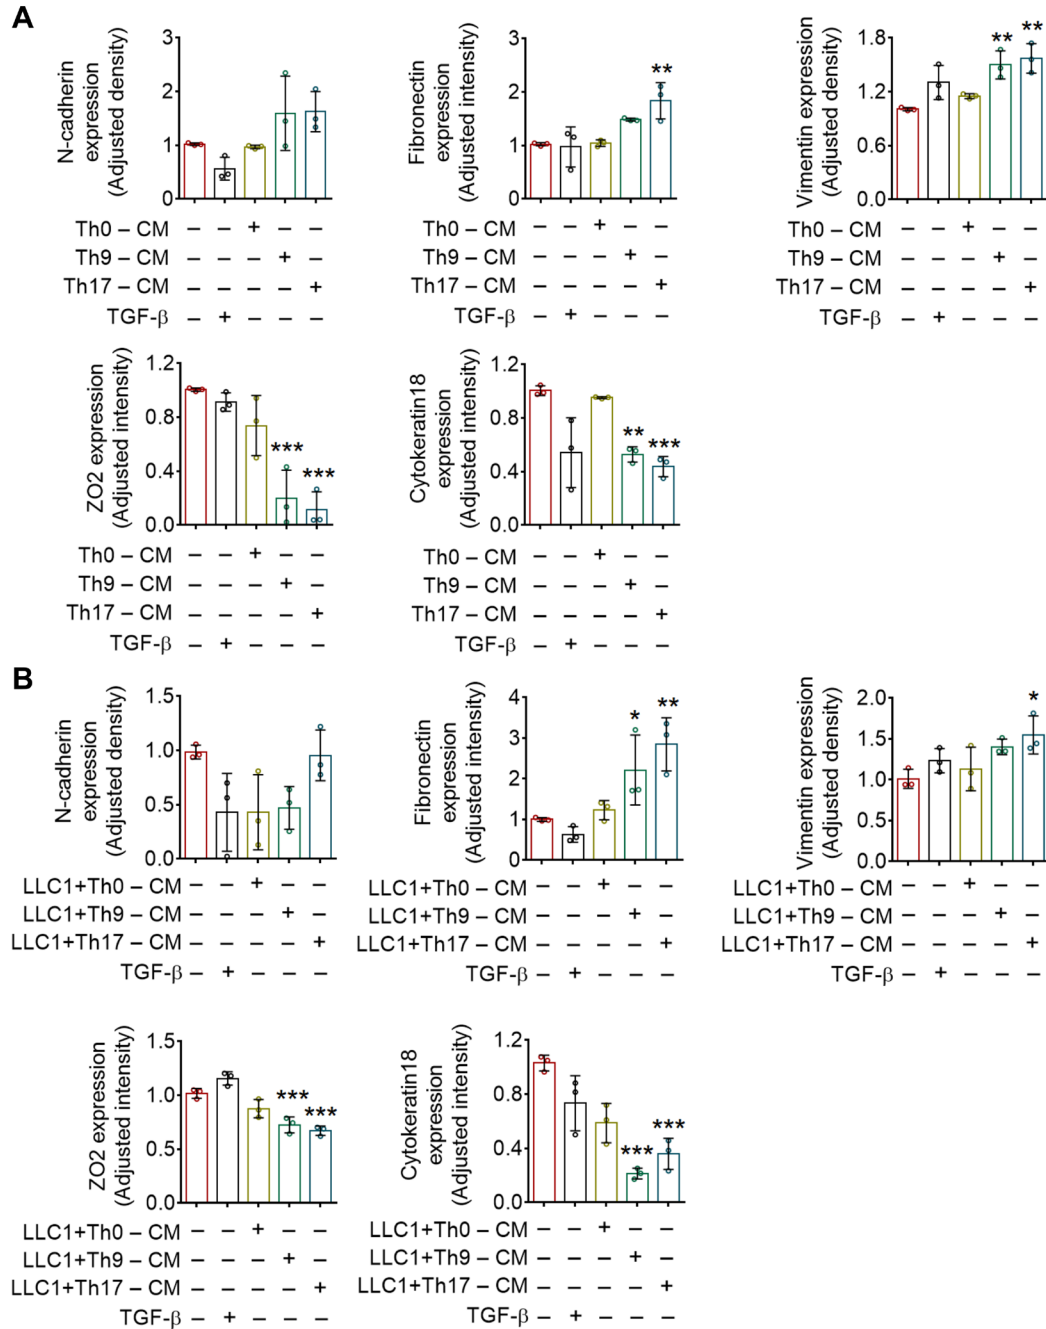 A
N-cadherin
expression
(Adjusted density)
3
2
1
0
Th0 – CM – – + – –
Th9 – CM – – – + –
Th17 – CM – – – – +
TGF-β – + – – –
Fibronectin
expression
(Adjusted intensity)
3
2
1
0
**
– – + – –
– – – + –
– – – – +
– + – – –
Vimentin expression
(Adjusted density)
1.8
1.2
0.6
0.0
** **
Th0 – CM – – + – –
Th9 – CM – – – + –
Th17 – CM – – – – +
TGF-β – + – – –
ZO2 expression
(Adjusted intensity)
1.2
0.8
0.4
0.0
*** ***
Th0 – CM – – + – –
Th9 – CM – – – + –
Th17 – CM – – – – +
TGF-β – + – – –
Cytokeratin18
expression
(Adjusted intensity)
1.2
0.8
0.4
0.0
** ***
Th0 – CM – – + – –
Th9 – CM – – – + –
Th17 – CM – – – – +
TGF-β – + – – –
B
N-cadherin
expression
(Adjusted density)
1.5
1.0
0.5
0.0
LLC1+Th0 – CM – – + – –
LLC1+Th9 – CM – – – + –
LLC1+Th17 – CM – – – – +
TGF-β – + – – –
Fibronectin
expression
(Adjusted intensity)
4
3
2
1
0
* **
LLC1+Th0 – CM – – + – –
LLC1+Th9 – CM – – – + –
LLC1+Th17 – CM – – – – +
TGF-β – + – – –
Vimentin expression
(Adjusted density)
2.0
1.5
1.0
0.5
0.0
*
LLC1+Th0 – CM – – + – –
LLC1+Th9 – CM – – – + –
LLC1+Th17 – CM – – – – +
TGF-β – + – – –
ZO2 expression
(Adjusted intensity)
1.5
1.0
0.5
0.0
*** ***
LLC1+Th0 – CM – – + – –
LLC1+Th9 – CM – – – + –
LLC1+Th17 – CM – – – – +
TGF-β – + – – –
Cytokeratin18
expression
(Adjusted intensity)
1.2
0.8
0.4
0.0
*** ***
LLC1+Th0 – CM – – + – –
LLC1+Th9 – CM – – – + –
LLC1+Th17 – CM – – – – +
TGF-β – + – – –